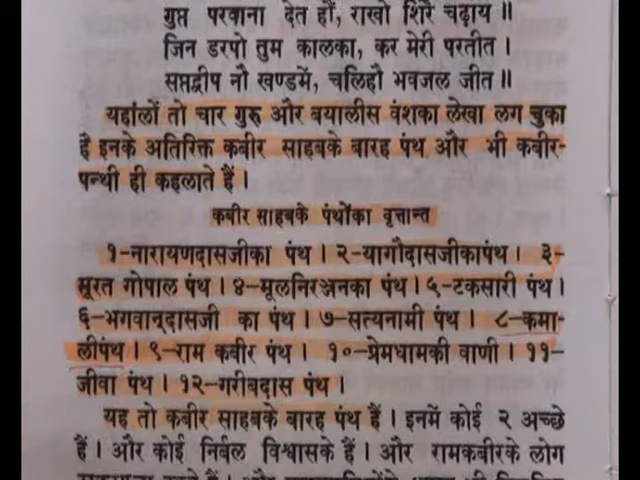 गुप्त परवाना देत हौं, राखो शिरै चढ़ाय ॥
जिन डरपो तुम कालका, कर मेरी परतीत ।
सप्तद्वीप नौ खण्डमें, चलिहौ भवजल जीत ॥
यहांलों तो चार गुरु और बयालीस वंशका लेखा लग चुका
है इनके अतिरिक्त कबीर साहबके बारह पंथ और भी कबीर-
पन्थी ही कहलाते हैं ।
कबीर साहबके पंथोंका वृत्तान्त
१-नारायणदासजीका पंथ । २-यागौदासजीकापंथ । ३-
सूरत गोपाल पंथ । ४-मूलनिरञ्जनका पंथ । ५-टकसारी पंथ ।
६-भगवान्दासजी का पंथ । ७-सत्यनामी पंथ । ८-कमा-
लीपंथ । ९-राम कबीर पंथ । १०-प्रेमधामकी वाणी । ११-
जीवा पंथ । १२-गरीबदास पंथ ।
यह तो कबीर साहबके बारह पंथ हैं । इनमें कोई २ अच्छे
हैं । और कोई निर्बल विश्वासके हैं । और रामकबीरके लोग